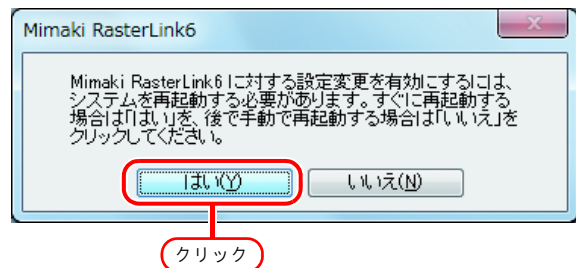 Mimaki RasterLink6
Mimaki RasterLink6 に対する設定変更を有効にするには、
システムを再起動する必要があります。すぐに再起動する
場合は「はい」を、後で手動で再起動する場合は「いいえ」を
クリックしてください。
はい(Y) いいえ(N)
クリック